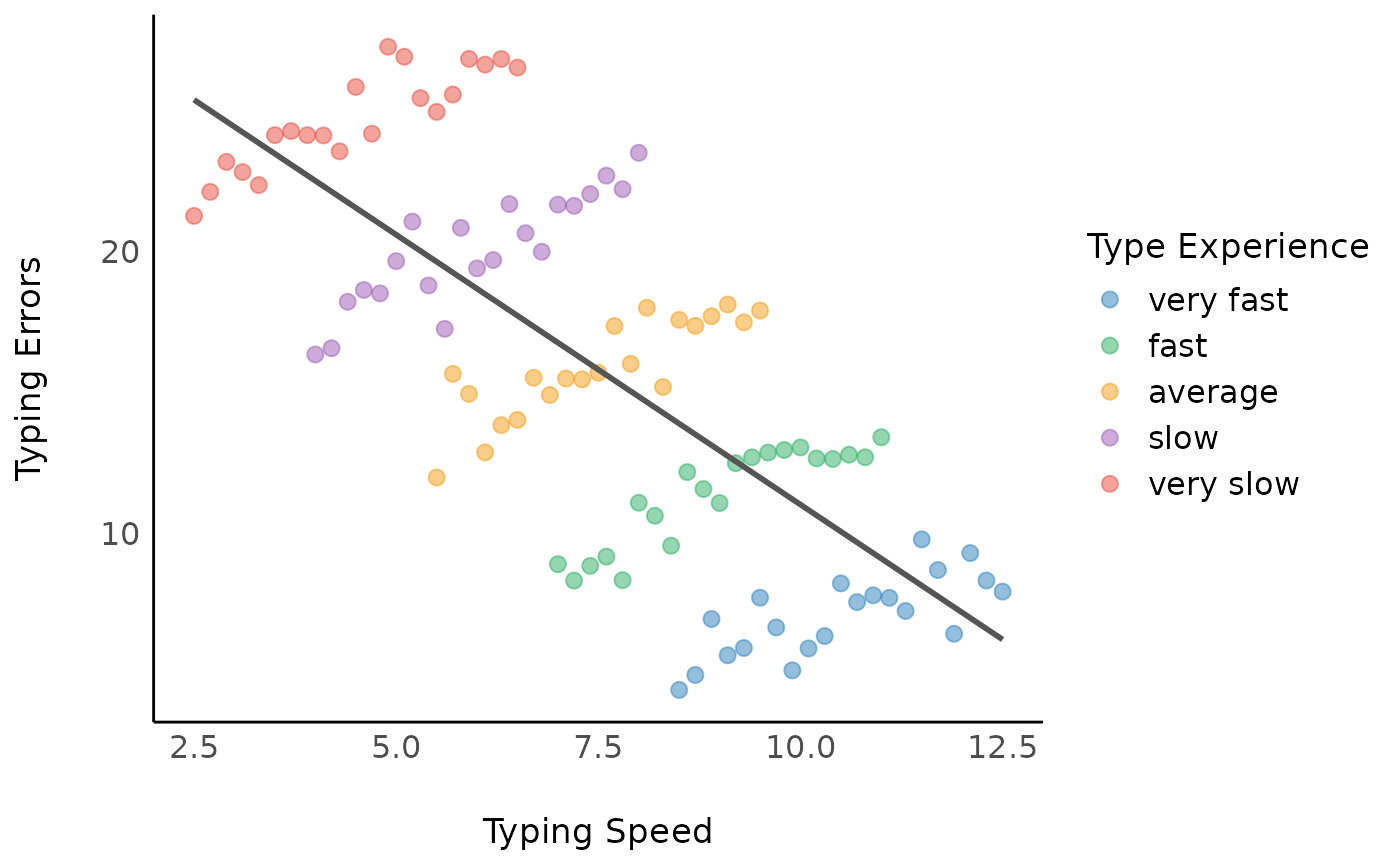 Typing Errors
20
10
2.5 5.0 7.5 10.0 12.5
Typing Speed
Type Experience
very fast
fast
average
slow
very slow